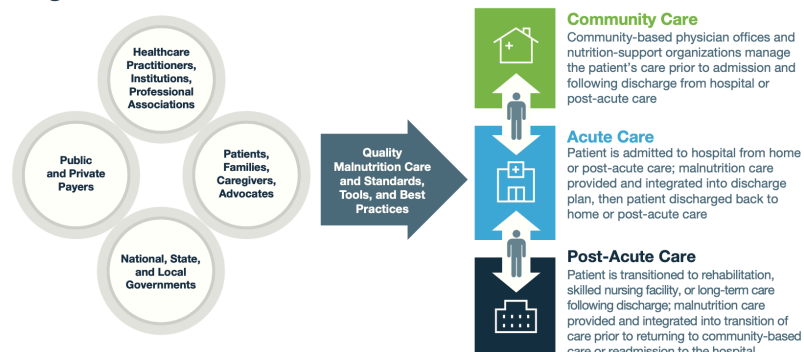 Healthcare
Practitioners,
Institutions,
Professional
Associations
Public
and Private
Payers
Patients,
Families,
Caregivers,
Advocates
National, State,
and Local
Governments
Quality
Malnutrition Care
and Standards,
Tools, and Best
Practices
Community Care
Community-based physician offices and
nutrition-support organizations manage
the patient's care prior to admission and
following discharge from hospital or
post-acute care
Acute Care
Patient is admitted to hospital from home
or post-acute care; malnutrition care
provided and integrated into discharge
plan, then patient discharged back to
home or post-acute care
Post-Acute Care
Patient is transitioned to rehabilitation,
skilled nursing facility, or long-term care
following discharge; malnutrition care
provided and integrated into transition of
care prior to returning to community-based
care or readmission to the hospital